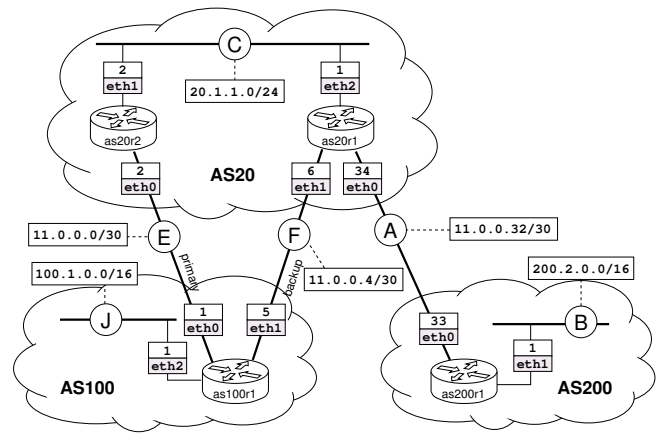 C
2
eth1
1
eth2
20.1.1.0/24
as20r2
as20r1
AS20
2
eth0
6
eth1
34
eth0
11.0.0.0/30
E
F
A
11.0.0.32/30
primary
backup
11.0.0.4/30
100.1.0.0/16
200.2.0.0/16
J
1
eth0
5
eth1
33
eth0
B
1
eth2
1
eth1
AS100
as100r1
as200r1
AS200